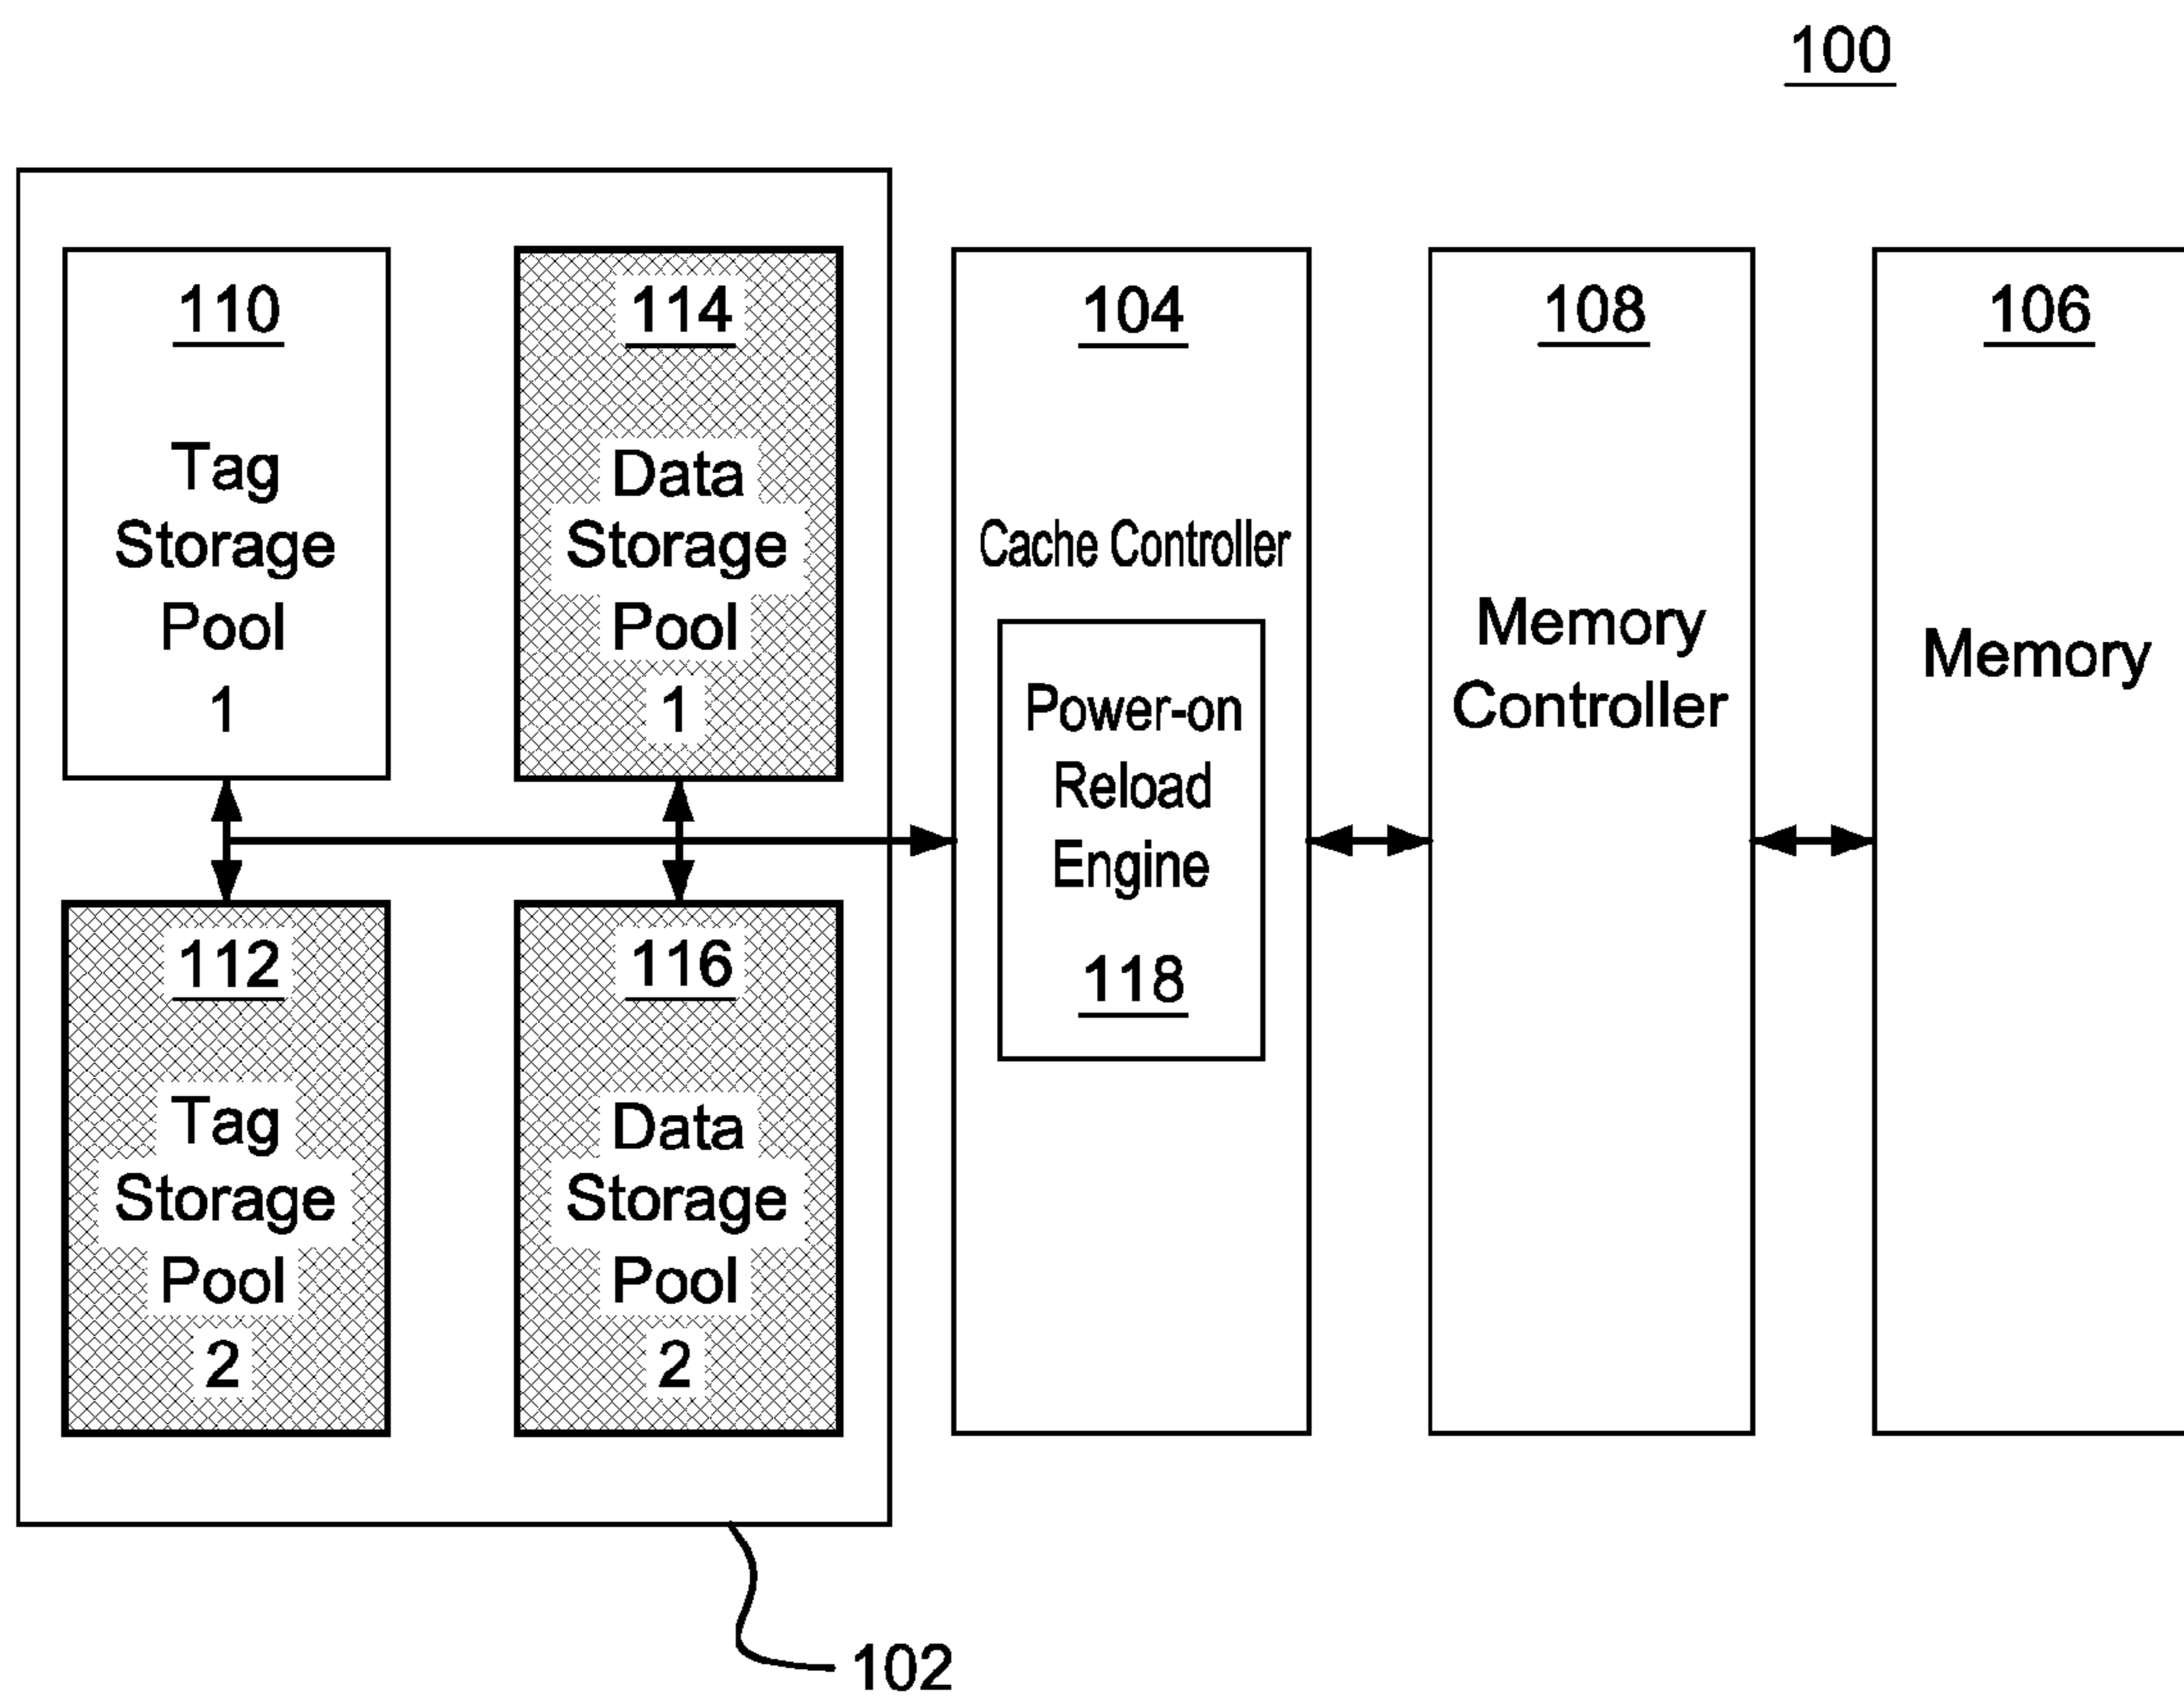 100
110
Tag
Storage
Pool
1
114
Data
Storage
Pool
1
104
Cache Controller
Power-on
Reload
Engine
118
108
Memory
Controller
106
Memory
112
Tag
Storage
Pool
2
116
Data
Storage
Pool
2
102